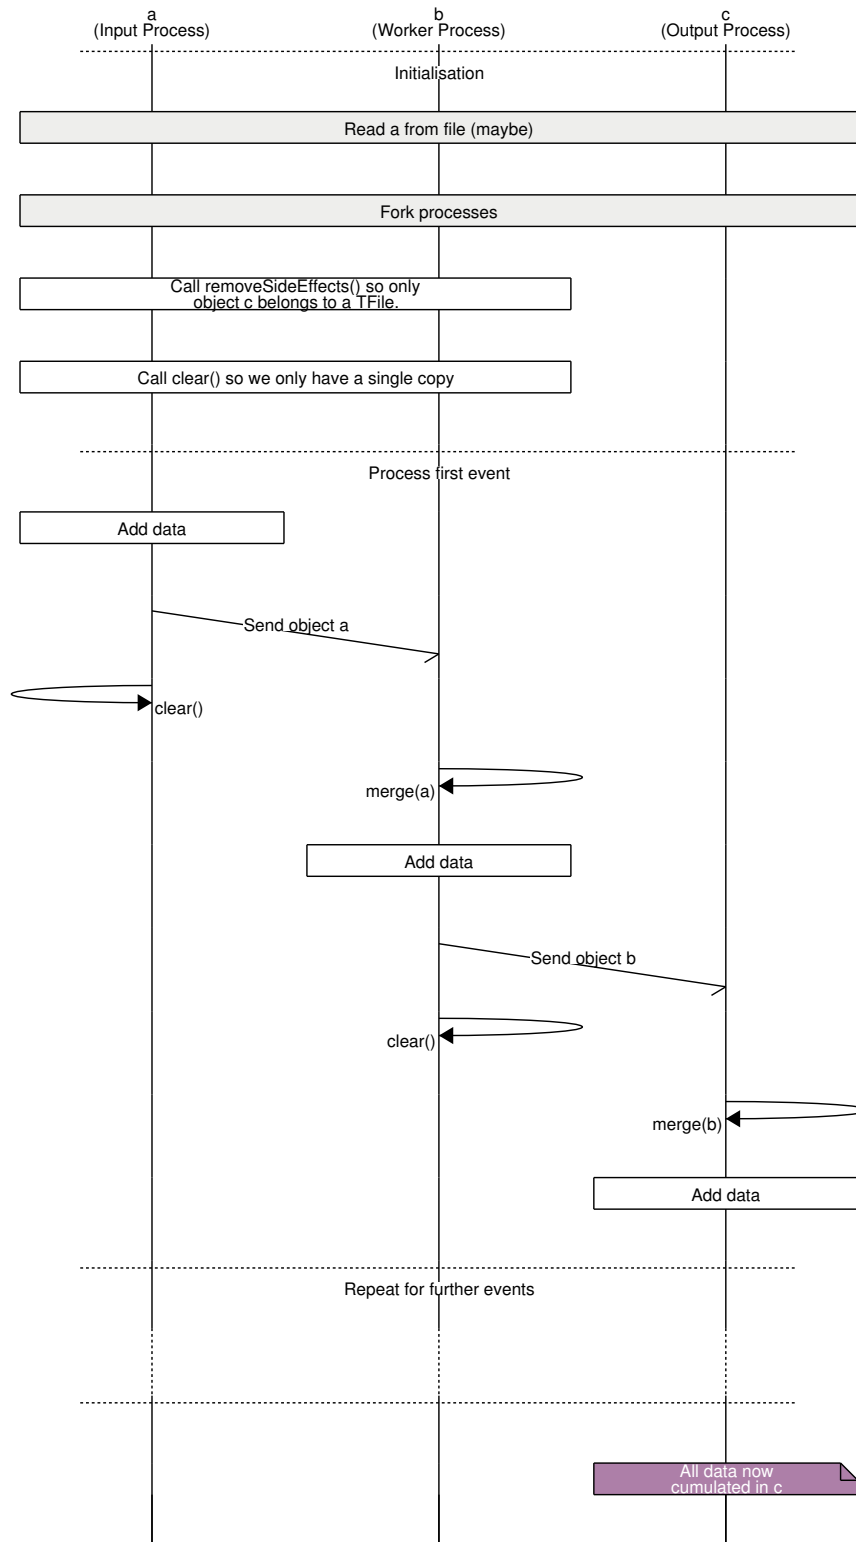 a
(Input Process)
b
(Worker Process)
c
(Output Process)
Initialisation
Read a from file (maybe)
Fork processes
Call removeSideEffects() so only
object c belongs to a TFile.
Call clear() so we only have a single copy
Process first event
Add data
Send object a
clear()
merge(a)
Add data
Send object b
clear()
merge(b)
Add data
Repeat for further events
All data now
cumulated in c